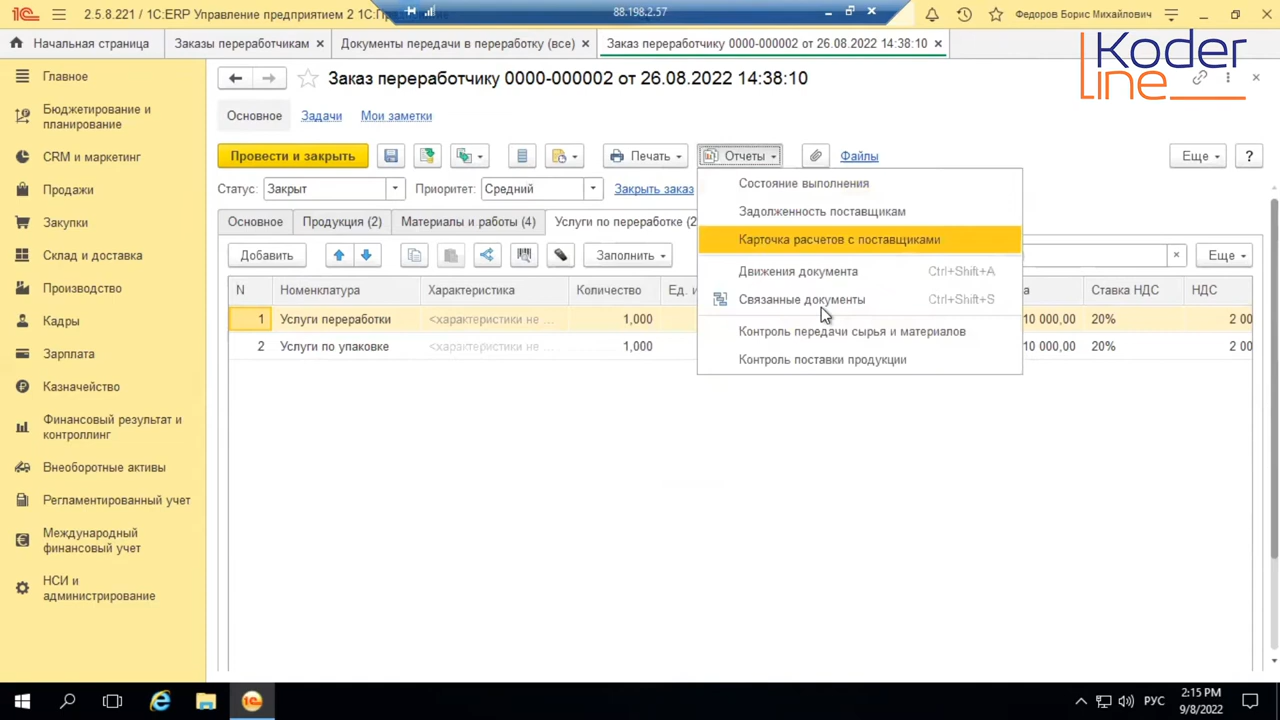 2.5.8.221 / 1С:ERP Управление предприятием 2 1С:П
88.198.2.57
Федоров Борис Михайлович
Начальная страница
Заказы переработчикам ×
Документы передачи в переработку (все) ×
Заказ переработчику 0000-000002 от 26.08.2022 14:38:10 ×
Koder
line
Главное
Бюджетирование и
планирование
CRM и маркетинг
Продажи
Закупки
Склад и доставка
Производство
Кадры
Зарплата
Казначейство
Финансовый результат и
контроллинг
Внеоборотные активы
Регламентированный учет
Международный
финансовый учет
НСИ и
администрирование
Заказ переработчику 0000-000002 от 26.08.2022 14:38:10
Основное Задачи Мои заметки
Провести и закрыть Печать Отчеты Файлы Еще ?
Статус: Закрыт Приоритет: Средний Закрыть заказ
Основное Продукция (2) Материалы и работы (4) Услуги по переработке (2
Добавить Заполнить Еще
N Номенклатура Характеристика Количество Ед. и Ставка НДС НДС
1 Услуги переработки <характеристики не ... 1,000 10 000,00 20% 2 00
2 Услуги по упаковке <характеристики не ... 1,000 10 000,00 20% 2 00
Состояние выполнения
Задолженность поставщикам
Карточка расчетов с поставщиками
Движения документа Ctrl+Shift+A
Связанные документы Ctrl+Shift+S
Контроль передачи сырья и материалов
Контроль поставки продукции
РУС
2:15 PM
9/8/2022